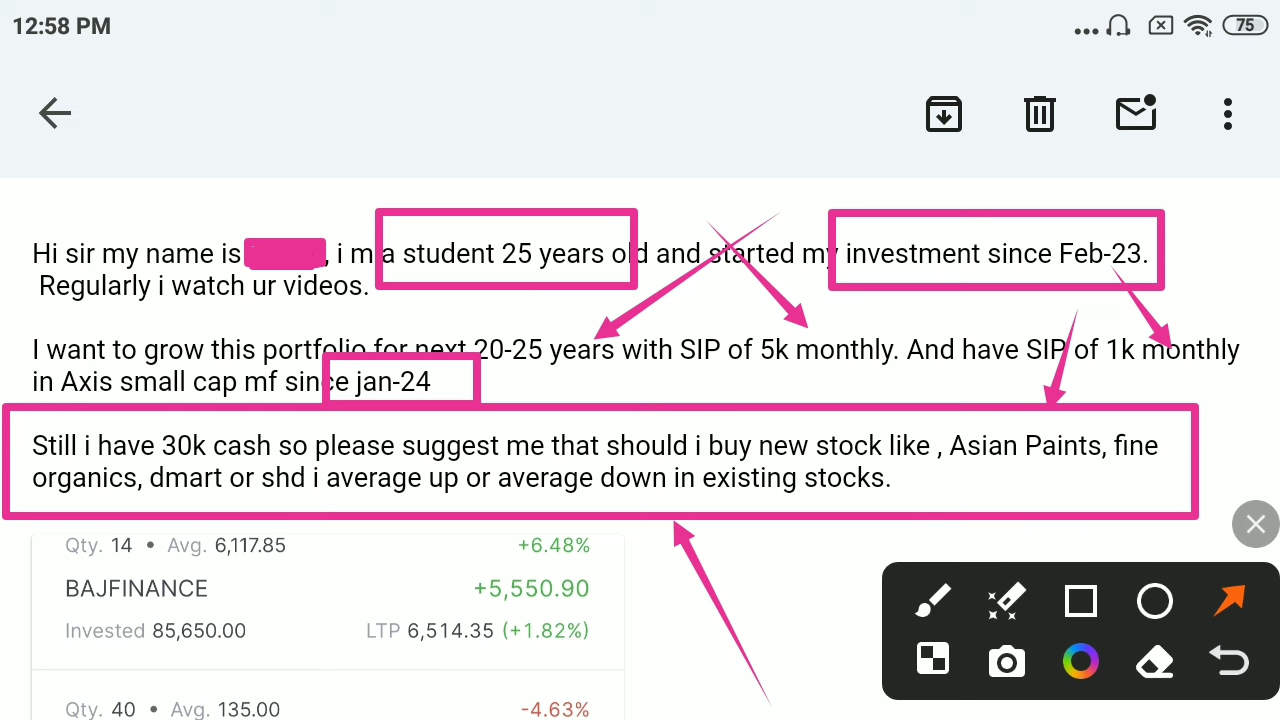 12:58 PM
75
Hi sir my name is , i m a student 25 years old and started my investment since Feb-23.
Regularly i watch ur videos.
I want to grow this portfolio for next 20-25 years with SIP of 5k monthly. And have SIP of 1k monthly
in Axis small cap mf since jan-24
Still i have 30k cash so please suggest me that should i buy new stock like , Asian Paints, fine
organics, dmart or shd i average up or average down in existing stocks.
Qty. 14 • Avg. 6,117.85 +6.48%
BAJFINANCE +5,550.90
Invested 85,650.00 LTP 6,514.35 (+1.82%)
Qty. 40 • Avg. 135.00 -4.63%